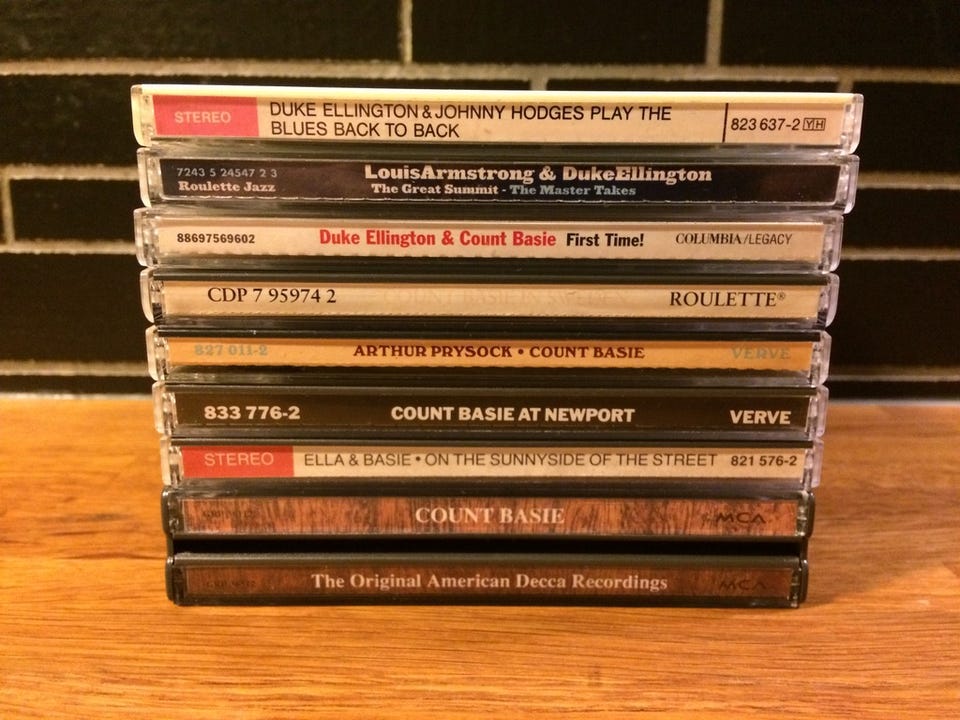 STEREO
DUKE ELLINGTON & JOHNNY HODGES PLAY THE
BLUES BACK TO BACK
823 637-2 YH
7243 5 24547 2 3
Roulette Jazz
Louis Armstrong & Duke Ellington
The Great Summit - The Master Takes
88697569602 Duke Ellington & Count Basie First Time! COLUMBIA/LEGACY
CDP 7 95974 2 COUNT BASIE IN SWEDEN ROULETTE®
827 011-2 ARTHUR PRYSOCK • COUNT BASIE VERVE
833 776-2 COUNT BASIE AT NEWPORT VERVE
STEREO ELLA & BASIE • ON THE SUNNYSIDE OF THE STREET 821 576-2
COUNT BASIE MCA
The Original American Decca Recordings MCA